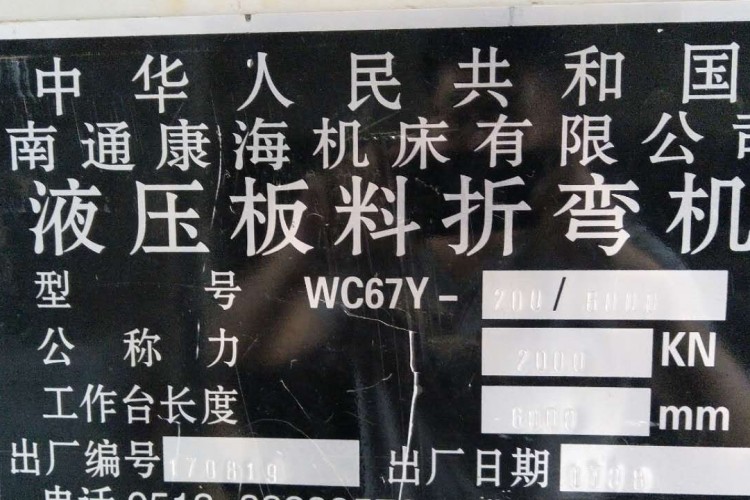 中华人民共和国
南通康海机床有限公司
液压板料折弯机
型号 WC67Y-200/6000
公称力 2000 KN
工作台长度 6000 mm
出厂编号 170819 出厂日期
电话